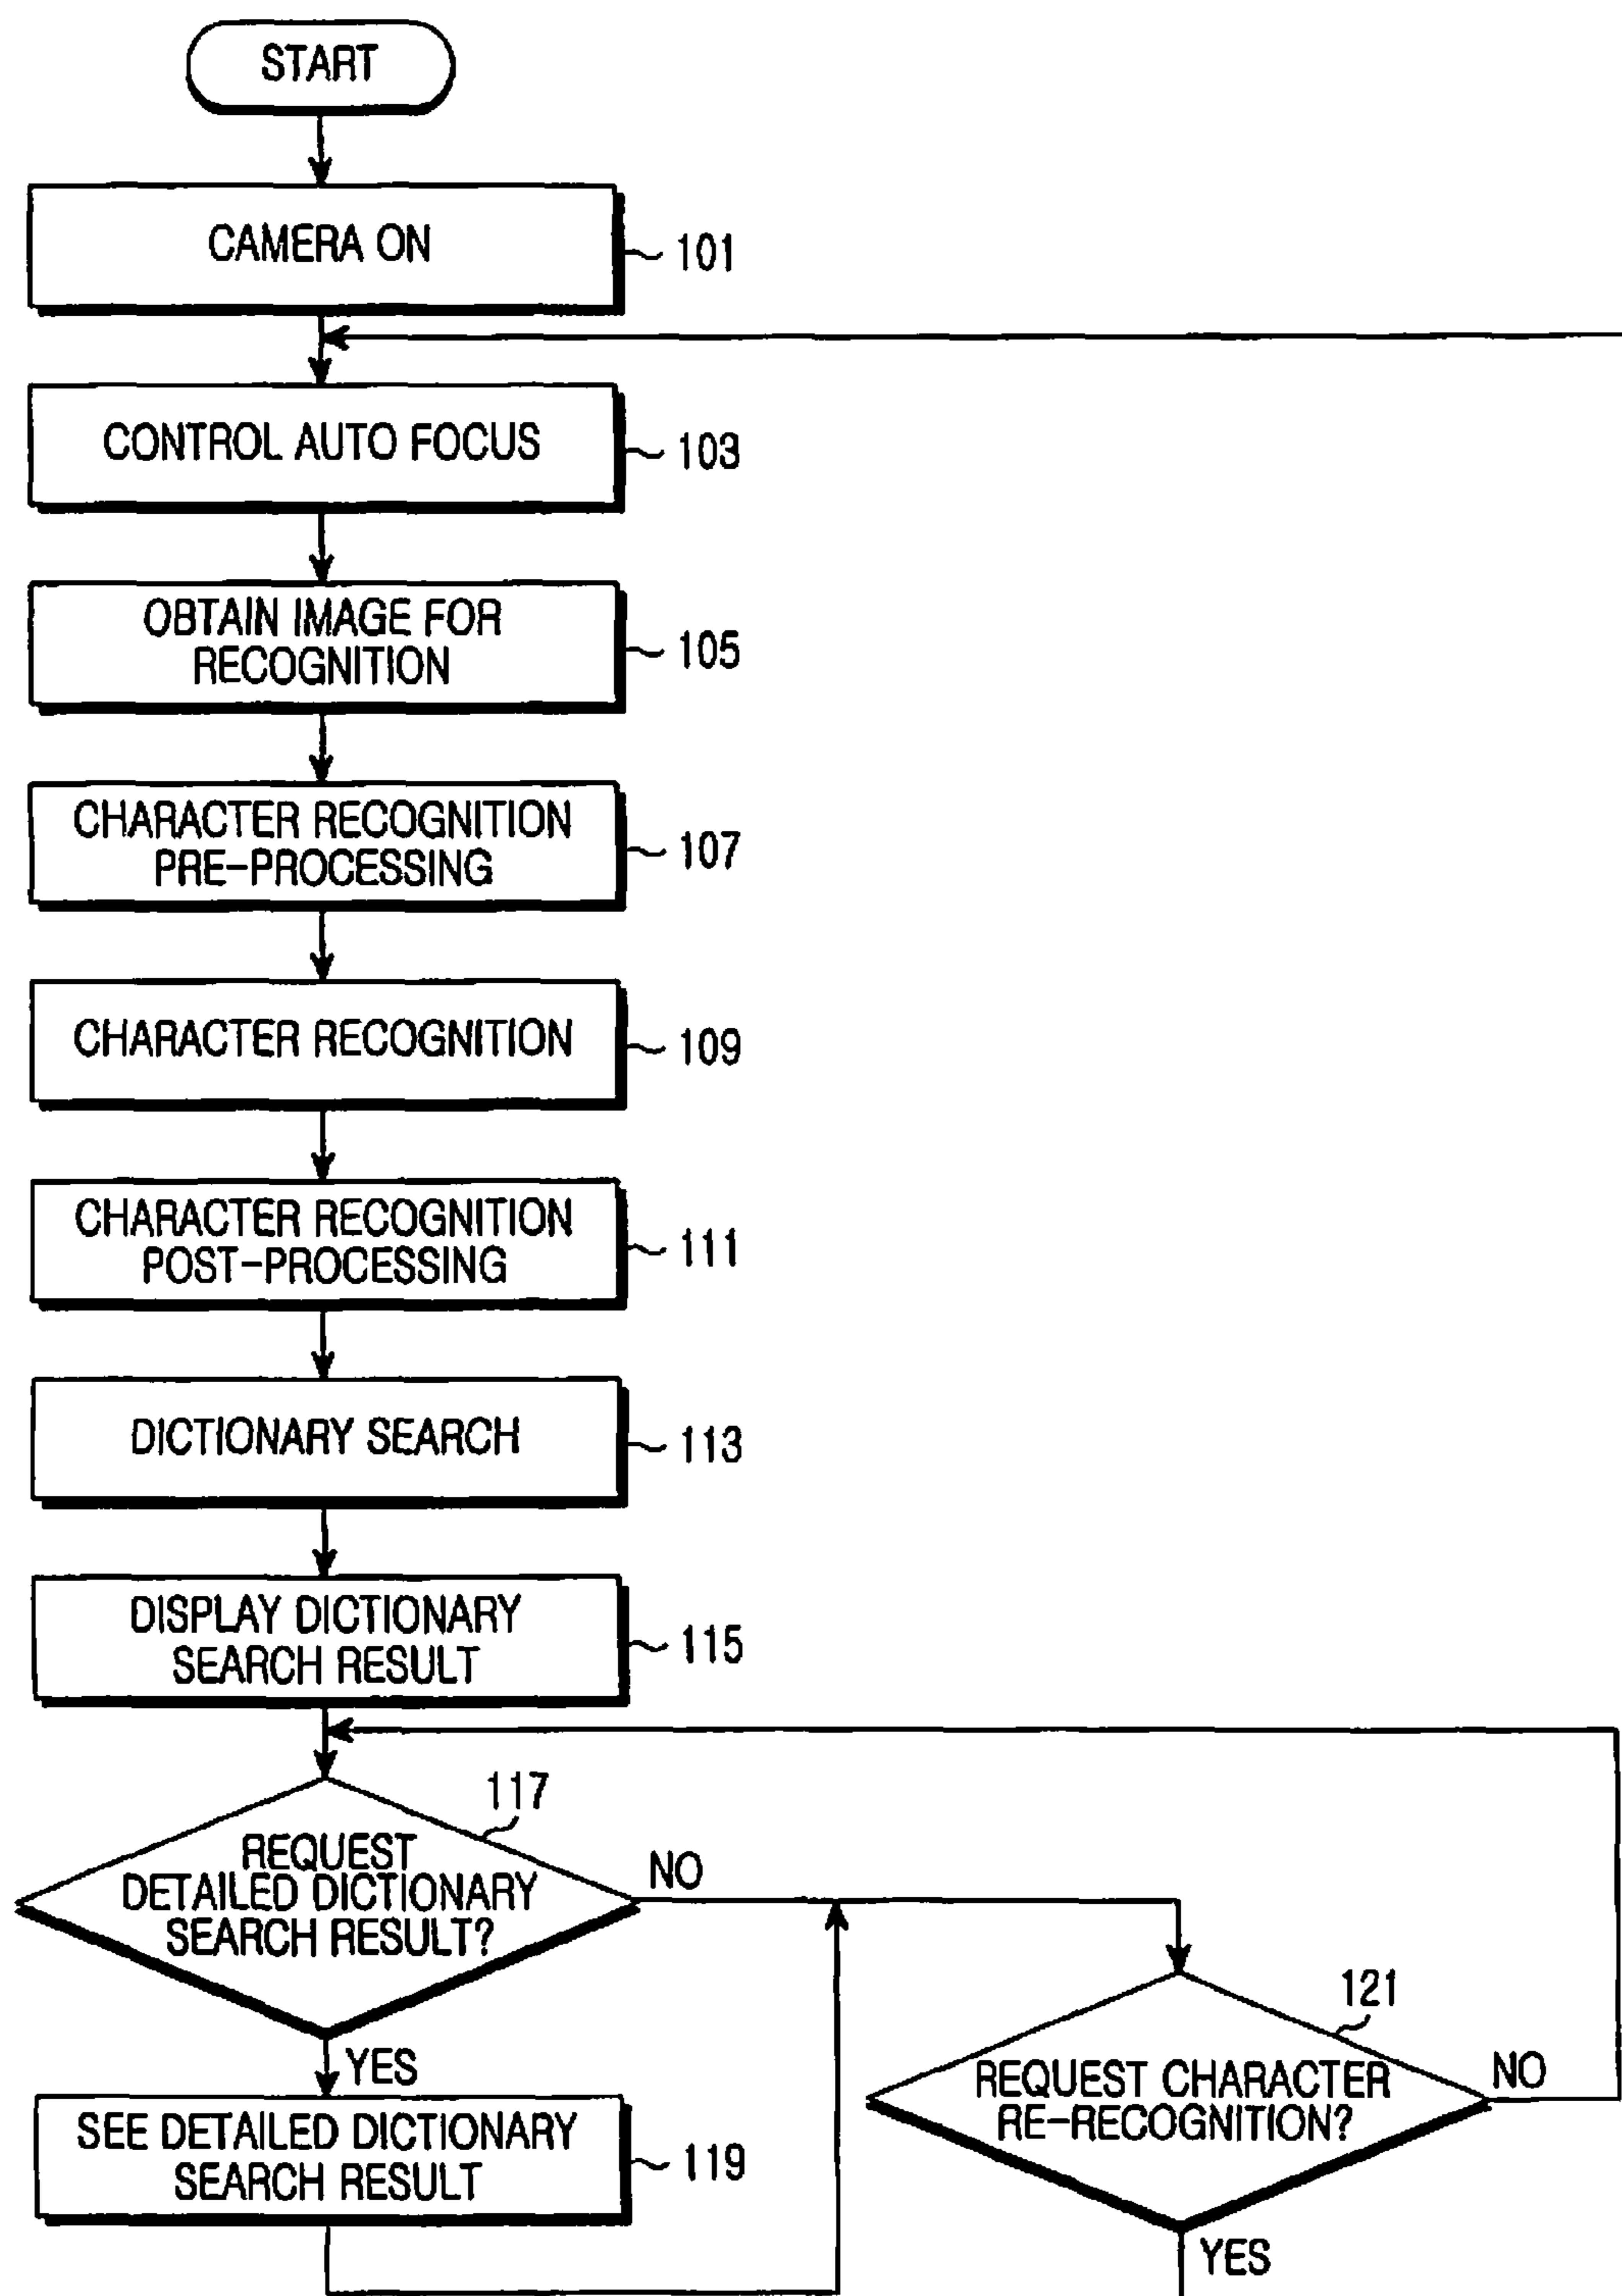 START
CAMERA ON
101
CONTROL AUTO FOCUS
103
OBTAIN IMAGE FOR
RECOGNITION
105
CHARACTER RECOGNITION
PRE-PROCESSING
107
CHARACTER RECOGNITION
109
CHARACTER RECOGNITION
POST-PROCESSING
111
DICTIONARY SEARCH
113
DISPLAY DICTIONARY
SEARCH RESULT
115
117
REQUEST
DETAILED DICTIONARY
SEARCH RESULT?
NO
YES
SEE DETAILED DICTIONARY
SEARCH RESULT
119
121
REQUEST CHARACTER
RE-RECOGNITION?
NO
YES